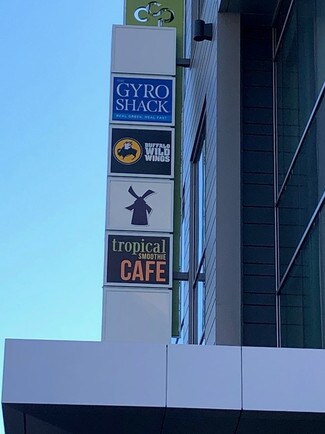 THE
GYRO
SHACK
REAL GREEK. REAL FAST.
BUFFALO
WILD
WINGS
tropical
SMOOTHIE
CAFE